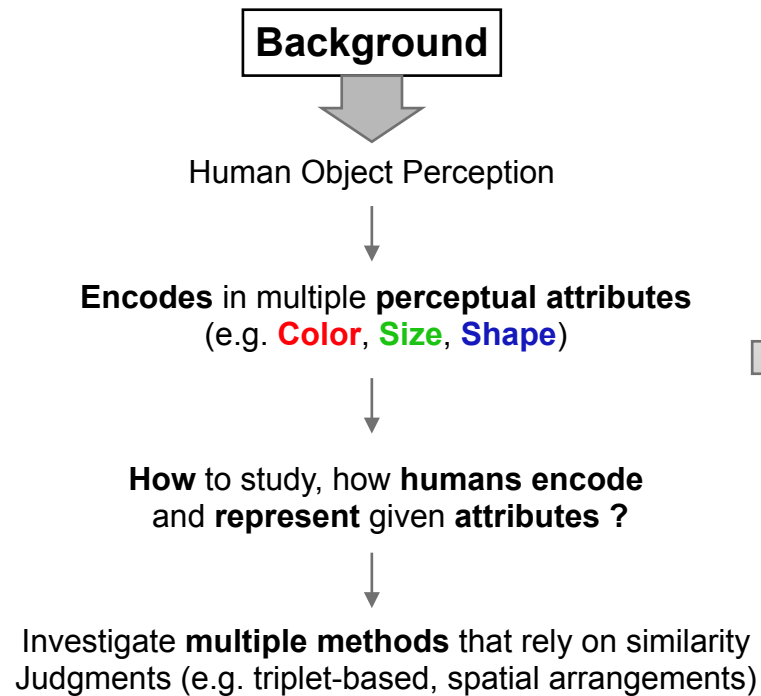 Background
Human Object Perception
Encodes in multiple perceptual attributes
(e.g. Color, Size, Shape)
How to study, how humans encode
and represent given attributes ?
Investigate multiple methods that rely on similarity
Judgments (e.g. triplet-based, spatial arrangements)